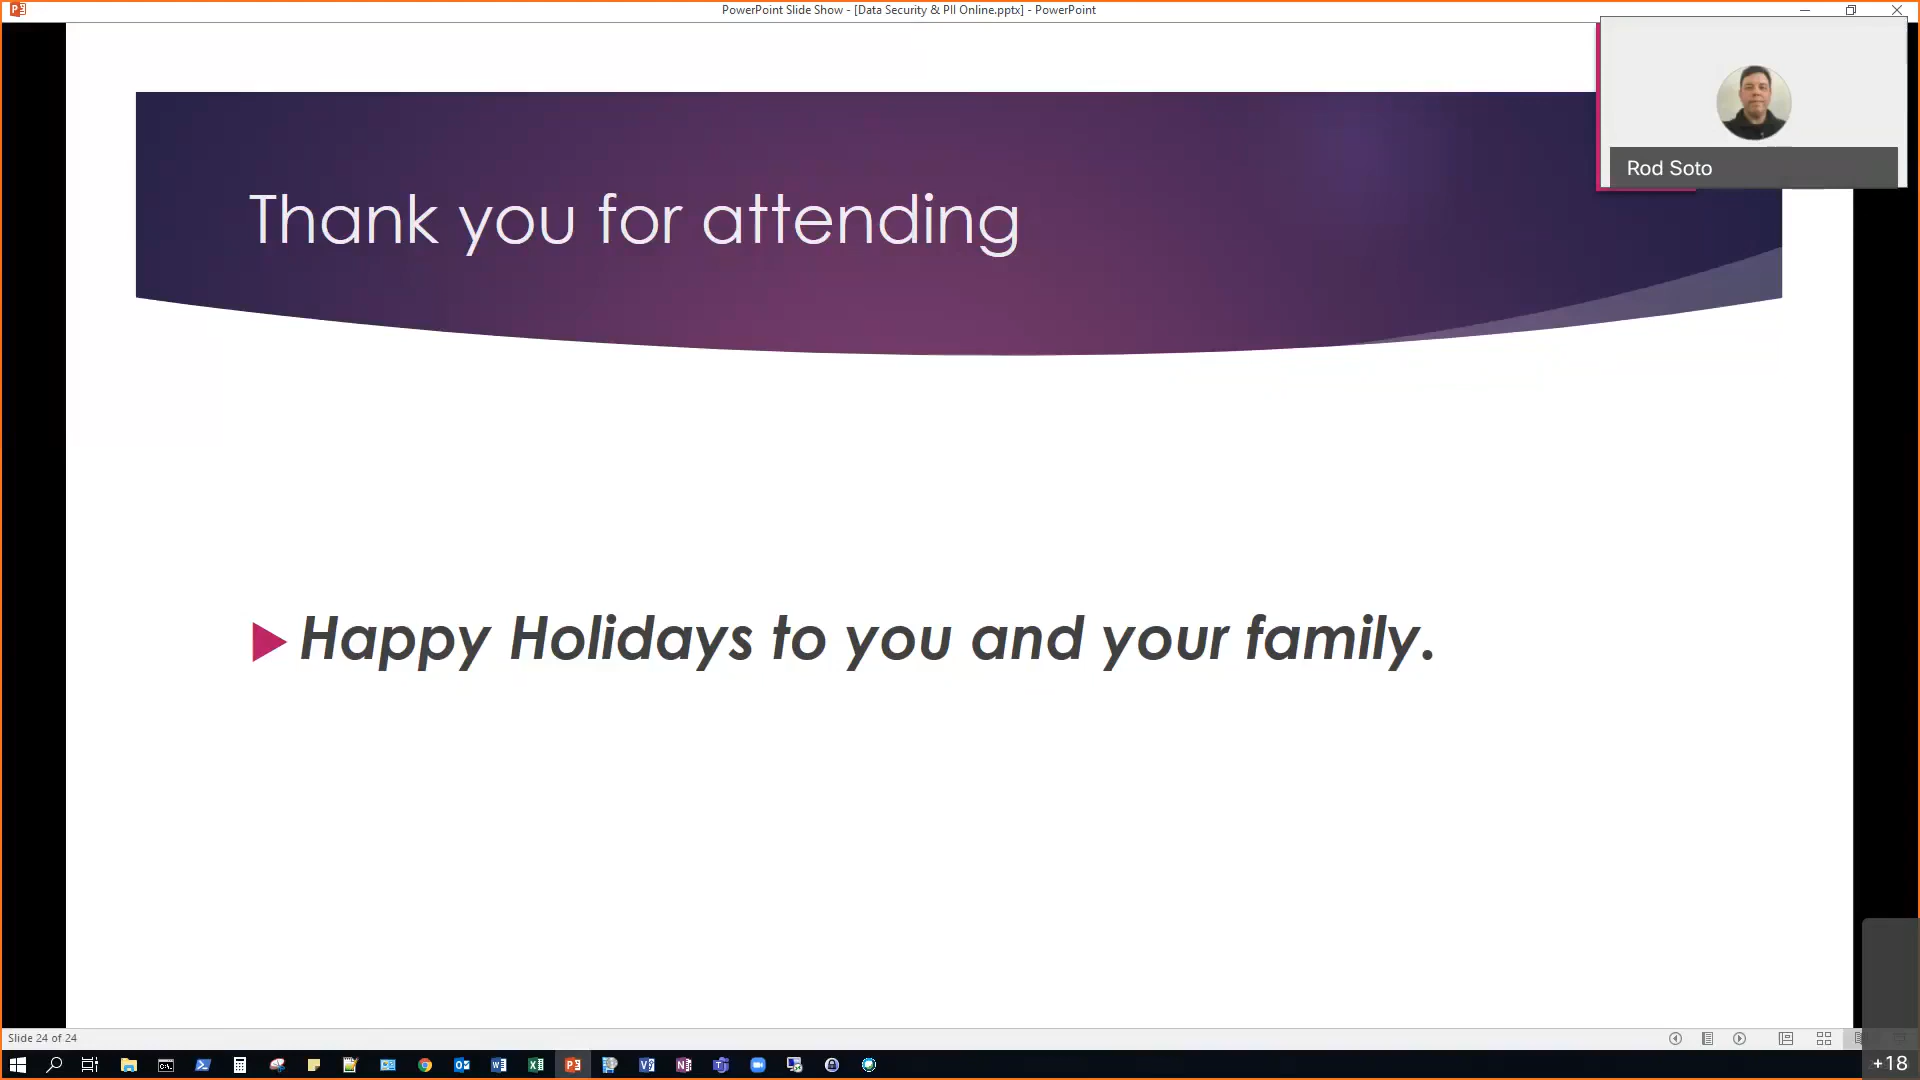 PowerPoint Slide Show - [Data Security & PII Online.pptx] - PowerPoint
Rod Soto
Thank you for attending
Happy Holidays to you and your family.
Slide 24 of 24
+18